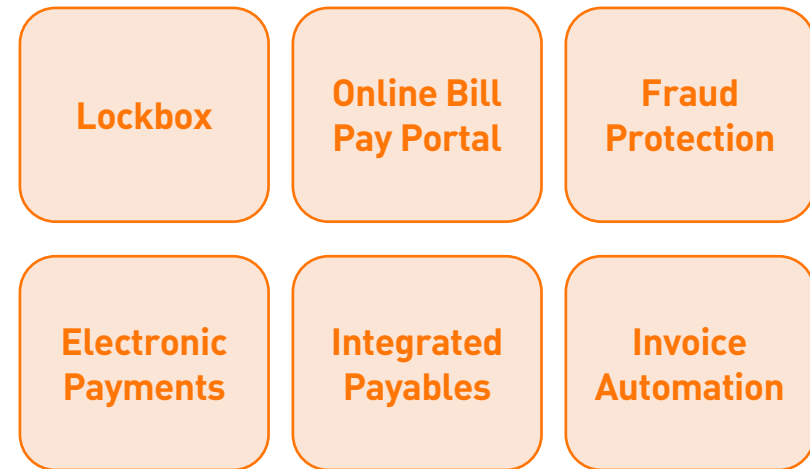 Lockbox
Online Bill
Pay Portal
Fraud
Protection
Electronic
Payments
Integrated
Payables
Invoice
Automation